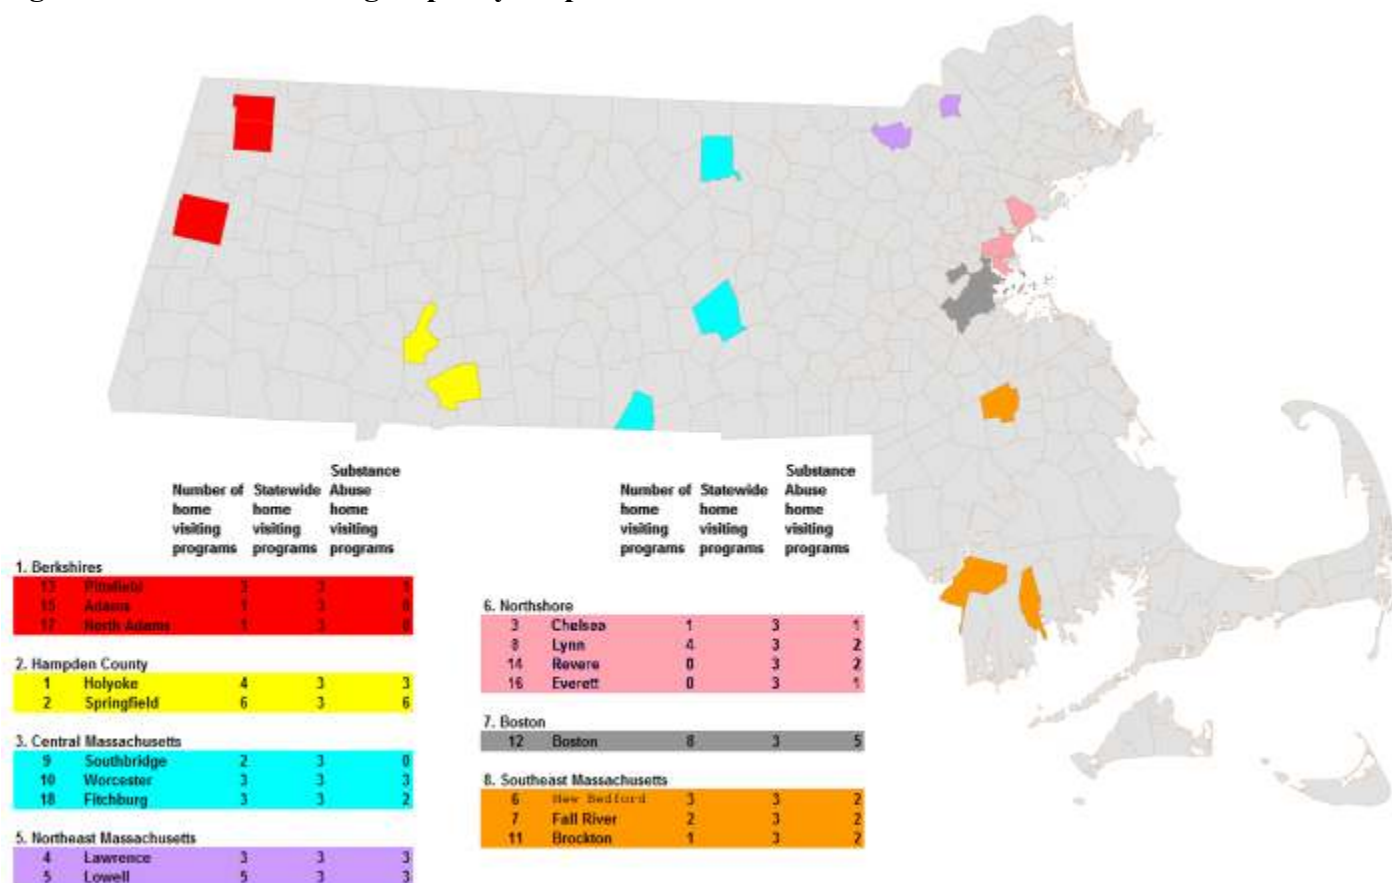 Substance
Number of Statewide Abuse
home home home
visiting visiting visiting
programs programs programs
1. Berkshires
13 Pittsfield 3 3 1
15 Adams 1 3 0
17 North Adams 1 3 0
2. Hampden County
1 Holyoke 4 3 3
2 Springfield 6 3 6
3. Central Massachusetts
9 Southbridge 2 3 0
10 Worcester 3 3 3
18 Fitchburg 3 3 2
5. Northeast Massachusetts
4 Lawrence 3 3 3
5 Lowell 5 3 3
Substance
Number of Statewide Abuse
home home home
visiting visiting visiting
programs programs programs
6. Northshore
3 Chelsea 1 3 1
8 Lynn 4 3 2
14 Revere 0 3 2
16 Everett 0 3 1
7. Boston
12 Boston 8 3 5
8. Southeast Massachusetts
6 New Bedford 3 3 2
7 Fall River 2 3 2
11 Brockton 1 3 2